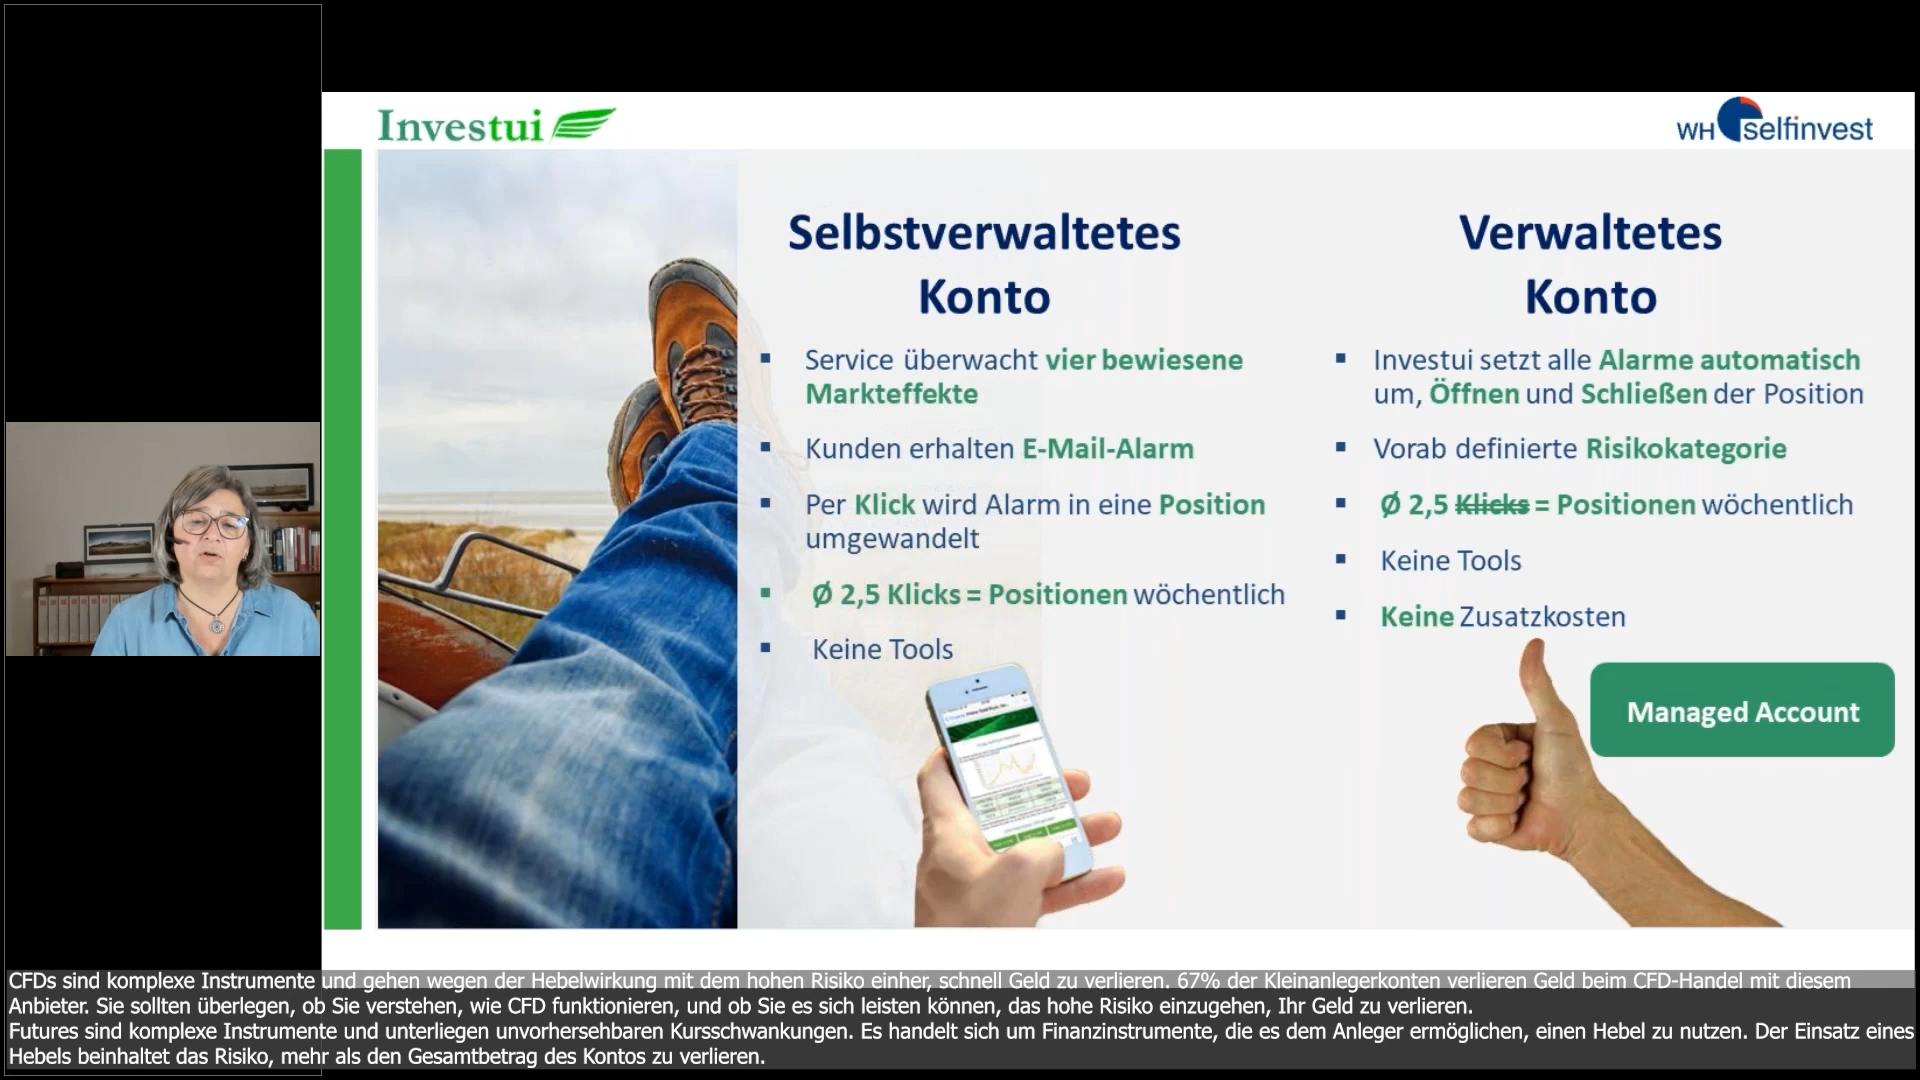 Investui
WH selfinvest
Selbstverwaltetes
Konto
▪ Service überwacht vier bewiesene
Markteffekte
▪ Kunden erhalten E-Mail-Alarm
▪ Per Klick wird Alarm in eine Position
umgewandelt
▪ Ø 2,5 Klicks = Positionen wöchentlich
▪ Keine Tools
Verwaltetes
Konto
▪ Investui setzt alle Alarme automatisch
um, Öffnen und Schließen der Position
▪ Vorab definierte Risikokategorie
▪ Ø 2,5 Klicks = Positionen wöchentlich
▪ Keine Tools
▪ Keine Zusatzkosten
Managed Account
CFDs sind komplexe Instrumente und gehen wegen der Hebelwirkung mit dem hohen Risiko einher, schnell Geld zu verlieren. 67% der Kleinanlegerkonten verlieren Geld beim CFD-Handel mit diesem
Anbieter. Sie sollten überlegen, ob Sie verstehen, wie CFD funktionieren, und ob Sie es sich leisten können, das hohe Risiko einzugehen, Ihr Geld zu verlieren.
Futures sind komplexe Instrumente und unterliegen unvorhersehbaren Kursschwankungen. Es handelt sich um Finanzinstrumente, die es dem Anleger ermöglichen, einen Hebel zu nutzen. Der Einsatz eines
Hebels beinhaltet das Risiko, mehr als den Gesamtbetrag des Kontos zu verlieren.